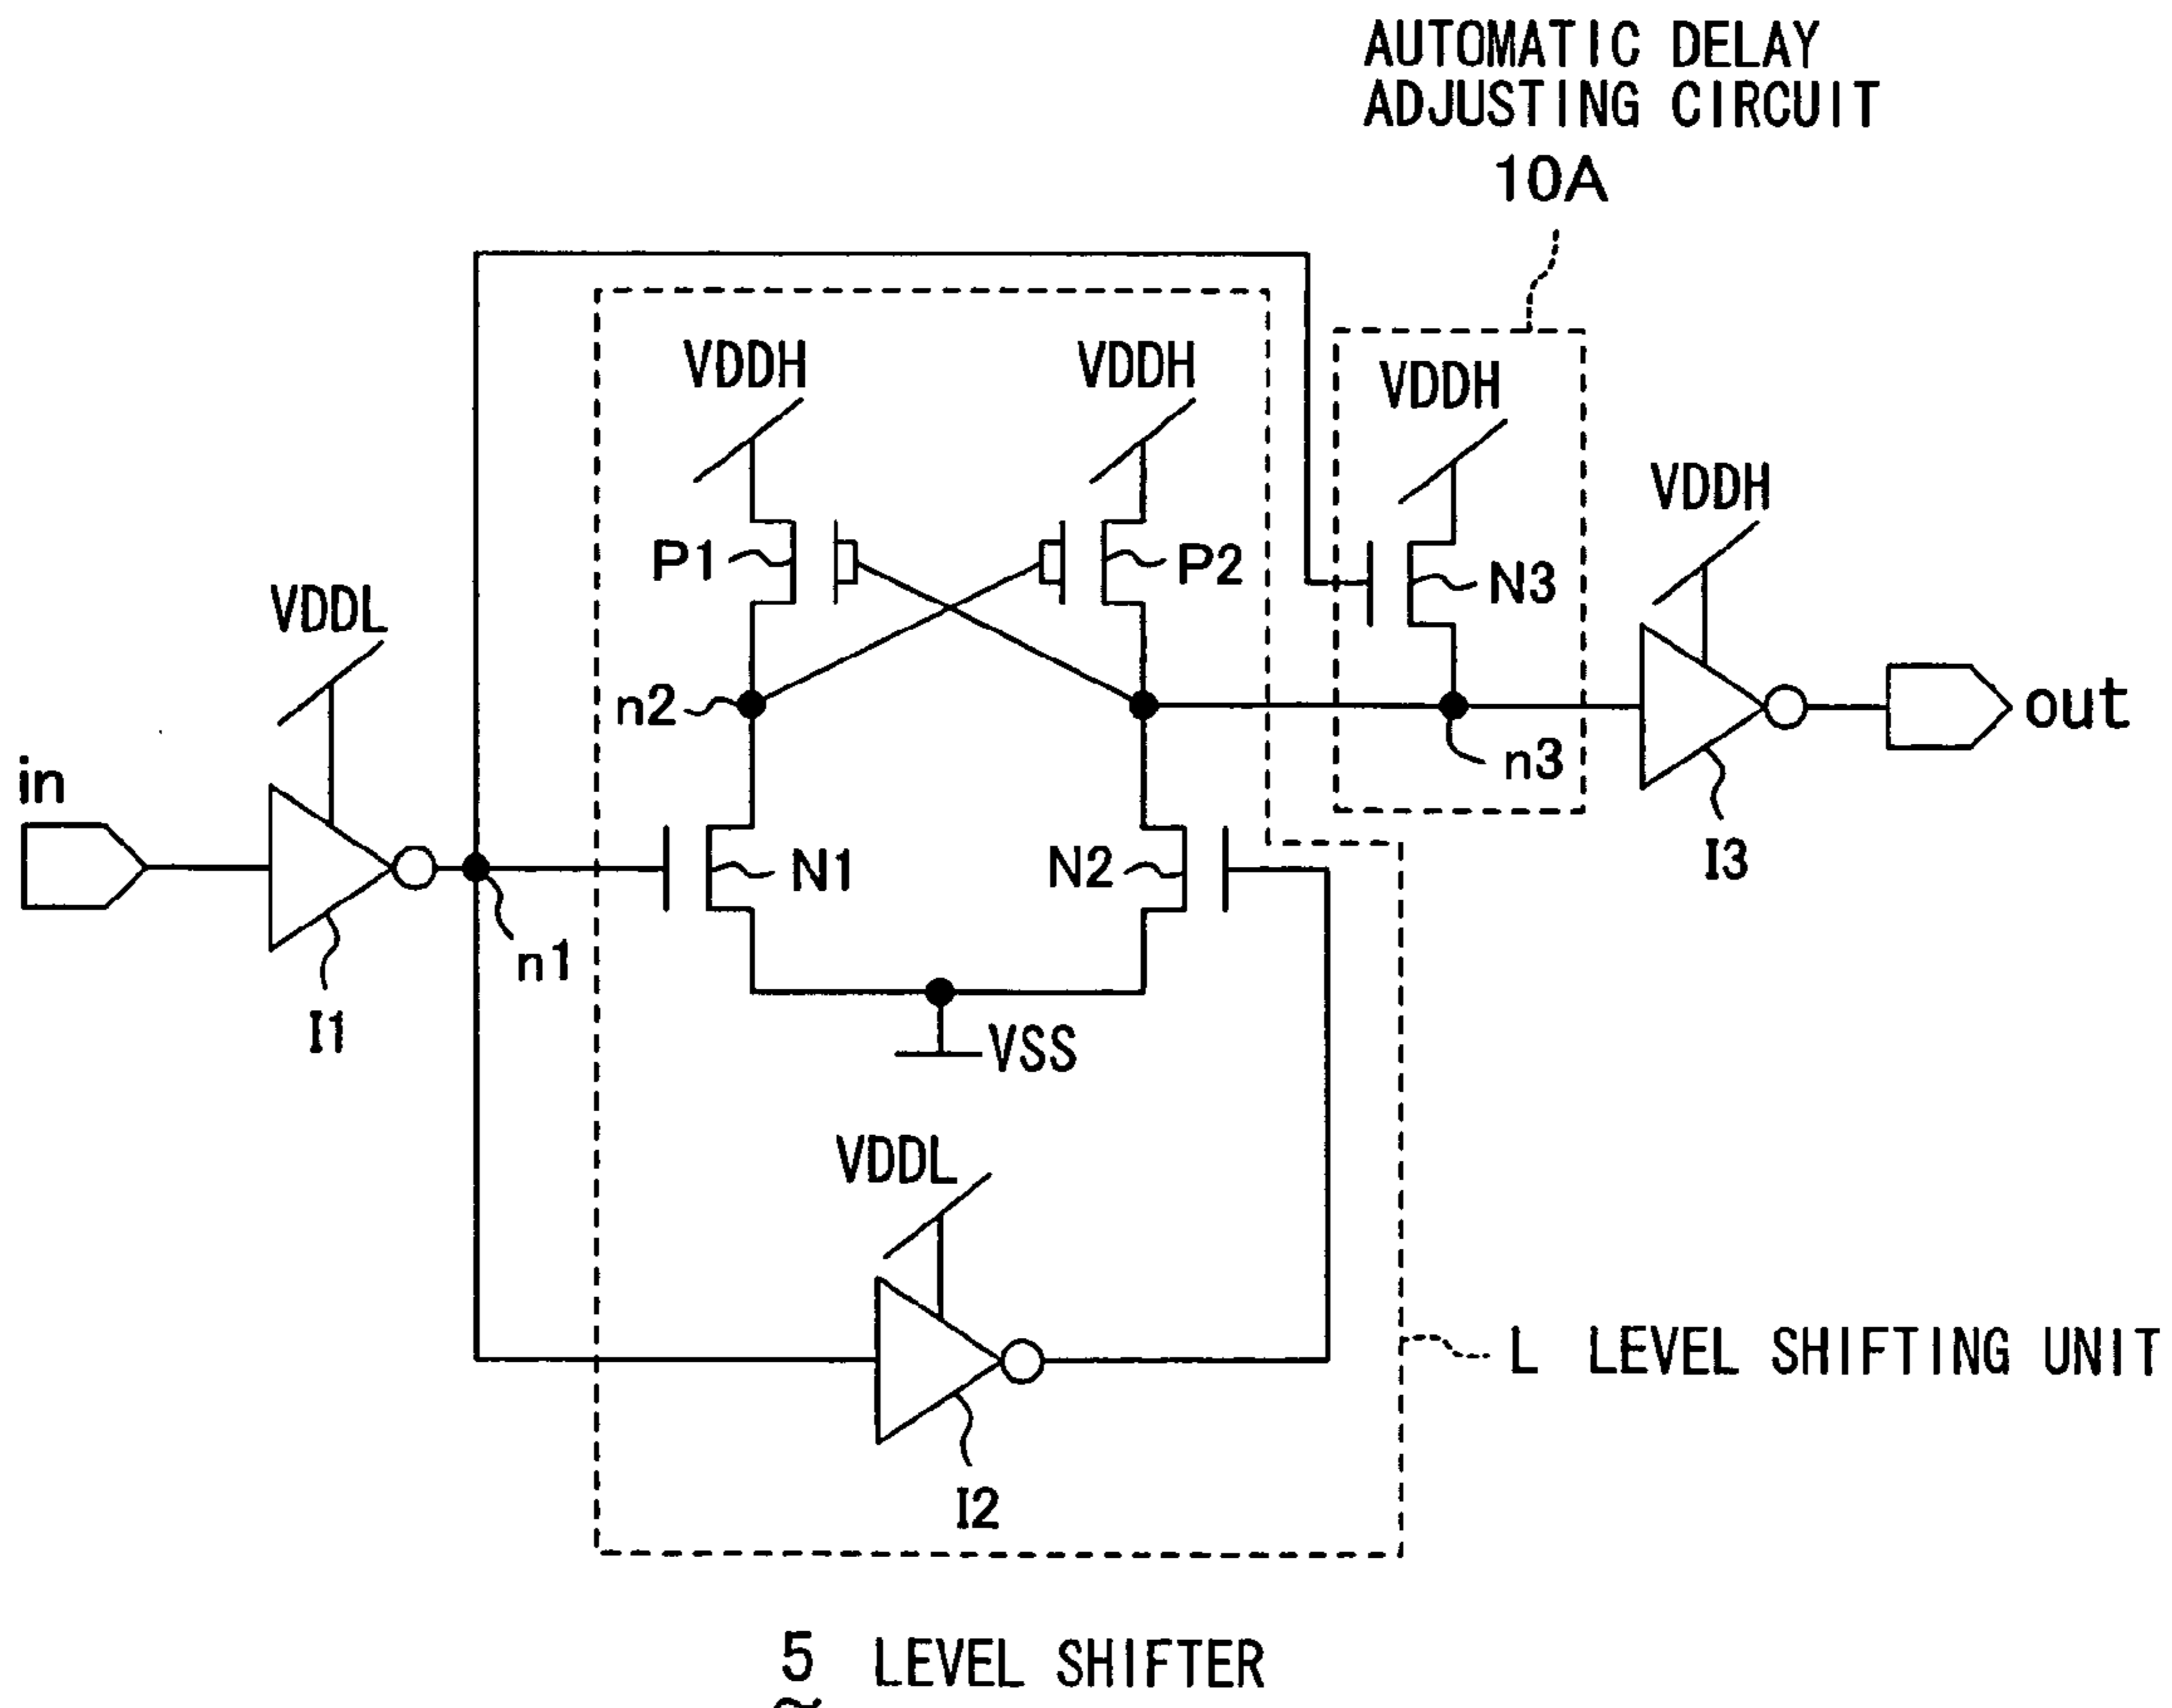 AUTOMATIC DELAY
ADJUSTING CIRCUIT
10A
VDDH
VDDH
VDDH
VDDH
P1
P2
N3
VDDL
n2
out
n3
in
N1
N2
I3
n1
I1
VSS
VDDL
L LEVEL SHIFTING UNIT
I2
5 LEVEL SHIFTER